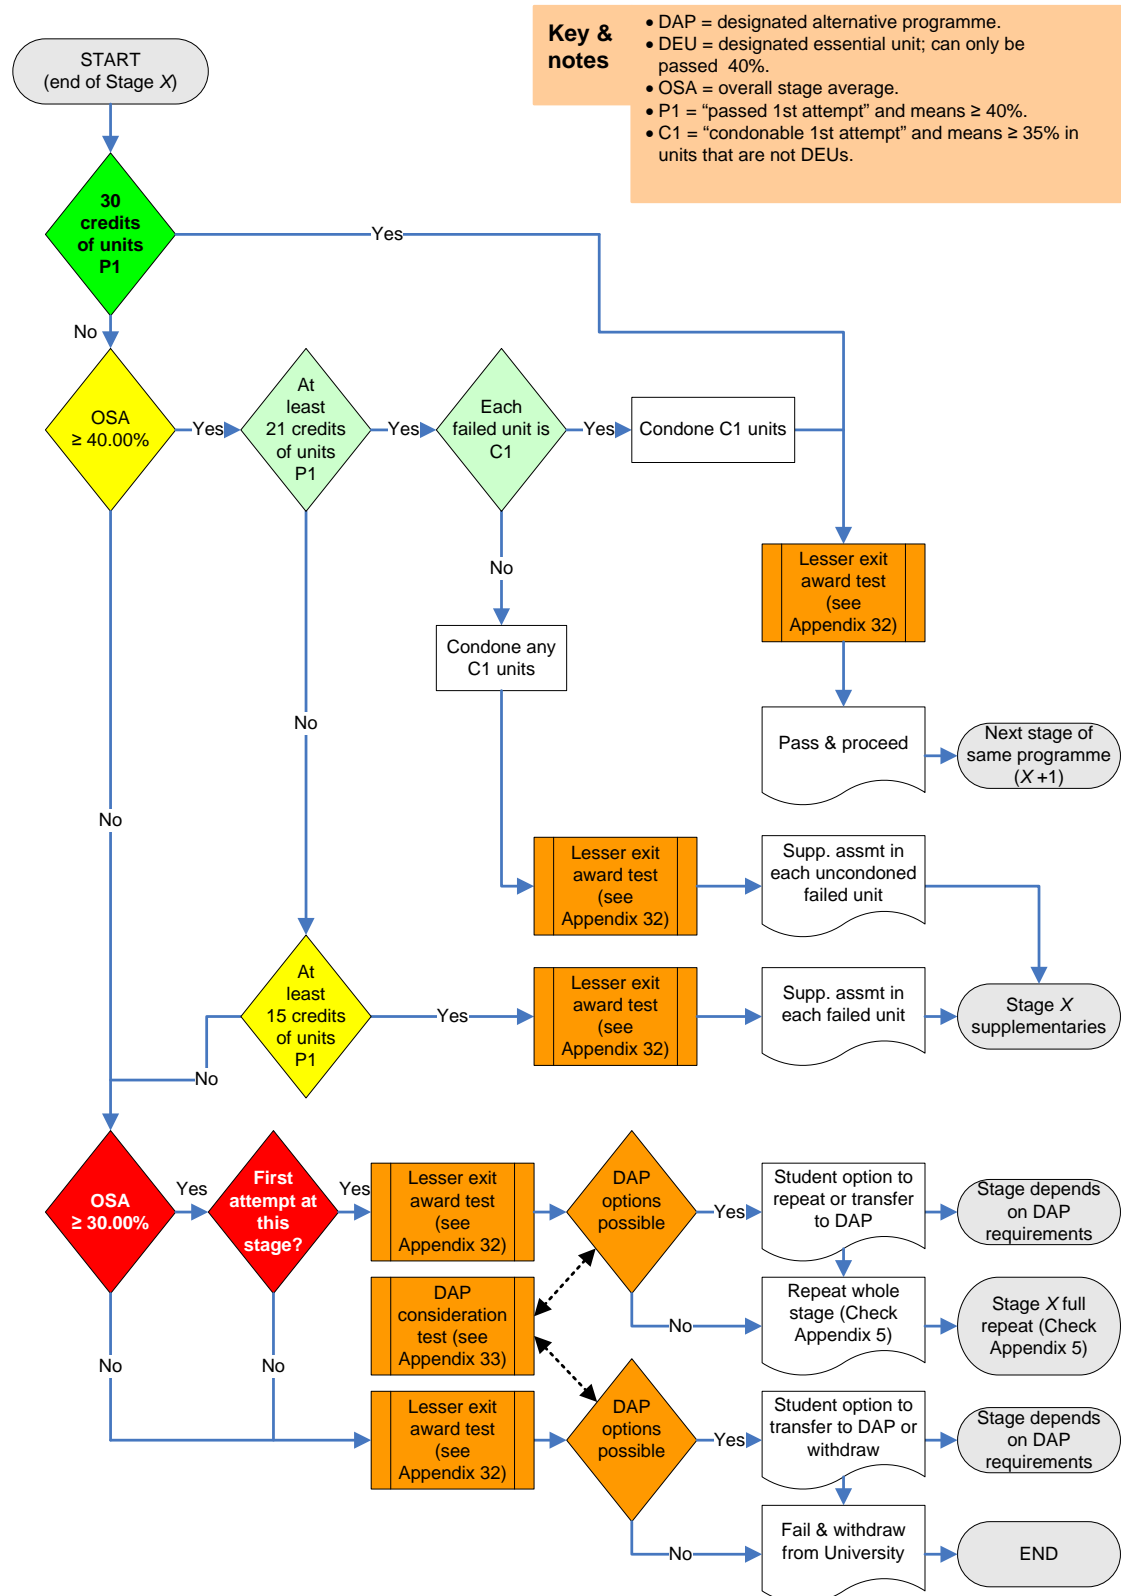 Key &
notes
• DAP = designated alternative programme.
• DEU = designated essential unit; can only be
passed  40%.
• OSA = overall stage average.
• P1 = “passed 1st attempt” and means ≥ 40%.
• C1 = “condonable 1st attempt” and means ≥ 35% in
units that are not DEUs.
START
(end of Stage X)
30
credits
of units
P1
Yes
No
OSA
≥ 40.00%
Yes
At
least
21 credits
of units
P1
Yes
Each
failed unit is
C1
Yes
Condone C1 units
No
Condone any
C1 units
Lesser exit
award test
(see
Appendix 32)
Pass & proceed
Next stage of
same programme
(X +1)
No
No
Lesser exit
award test
(see
Appendix 32)
Supp. assmt in
each uncondoned
failed unit
At
least
15 credits
of units
P1
Yes
Lesser exit
award test
(see
Appendix 32)
Supp. assmt in
each failed unit
Stage X
supplementaries
No
OSA
≥ 30.00%
Yes
First
attempt at
this
stage?
Yes
Lesser exit
award test
(see
Appendix 32)
DAP
options
possible
Yes
Student option to
repeat or transfer
to DAP
Stage depends
on DAP
requirements
DAP
consideration
test (see
Appendix 33)
No
Repeat whole
stage (Check
Appendix 5)
Stage X full
repeat (Check
Appendix 5)
No
No
Lesser exit
award test
(see
Appendix 32)
DAP
options
possible
Yes
Student option to
transfer to DAP or
withdraw
Stage depends
on DAP
requirements
No
Fail & withdraw
from University
END